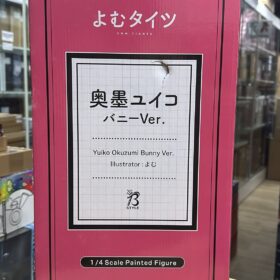 よむタイツ
YOM TIGHTS
奥墨ユイコ
バニーVer.
Yuiko Okuzumi Bunny Ver.
Illustrator : よむ
B
STYLE
1/4 Scale Painted Figure